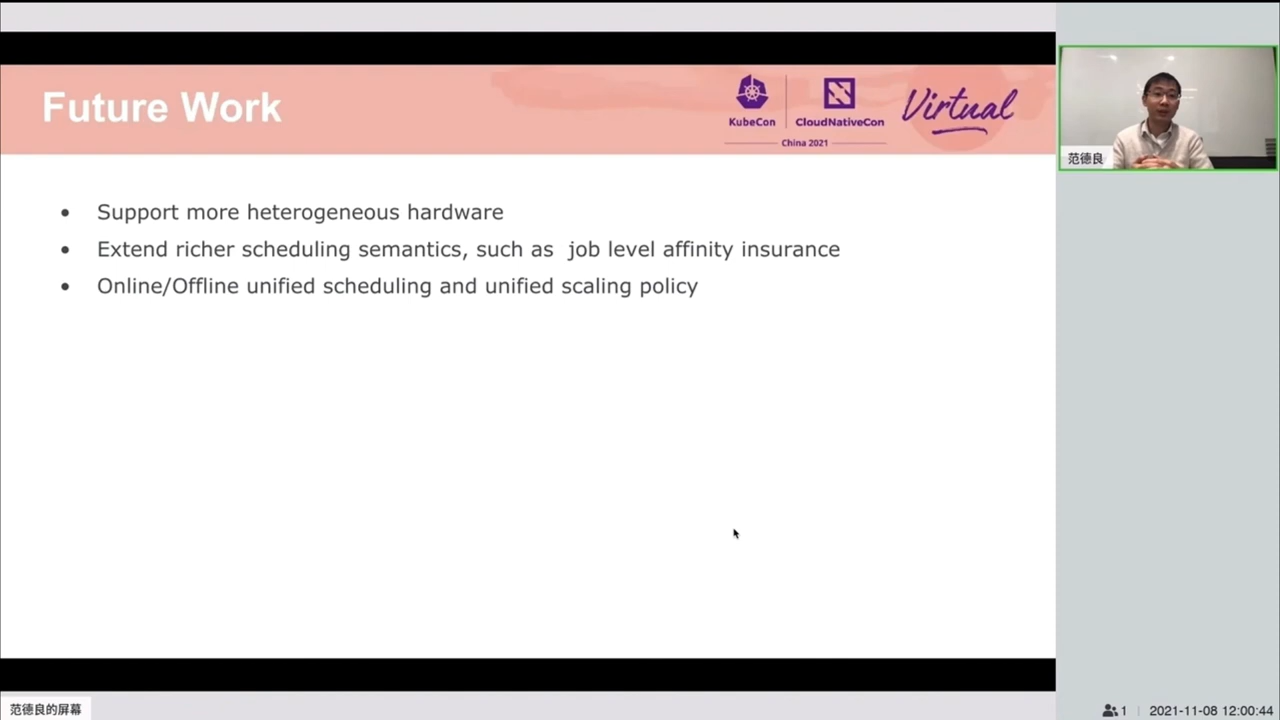 Future Work
KubeCon
CloudNativeCon
China 2021
Virtual
• Support more heterogeneous hardware
• Extend richer scheduling semantics, such as job level affinity insurance
• Online/Offline unified scheduling and unified scaling policy
范德良
范德良的屏幕
1
2021-11-08 12:00:44